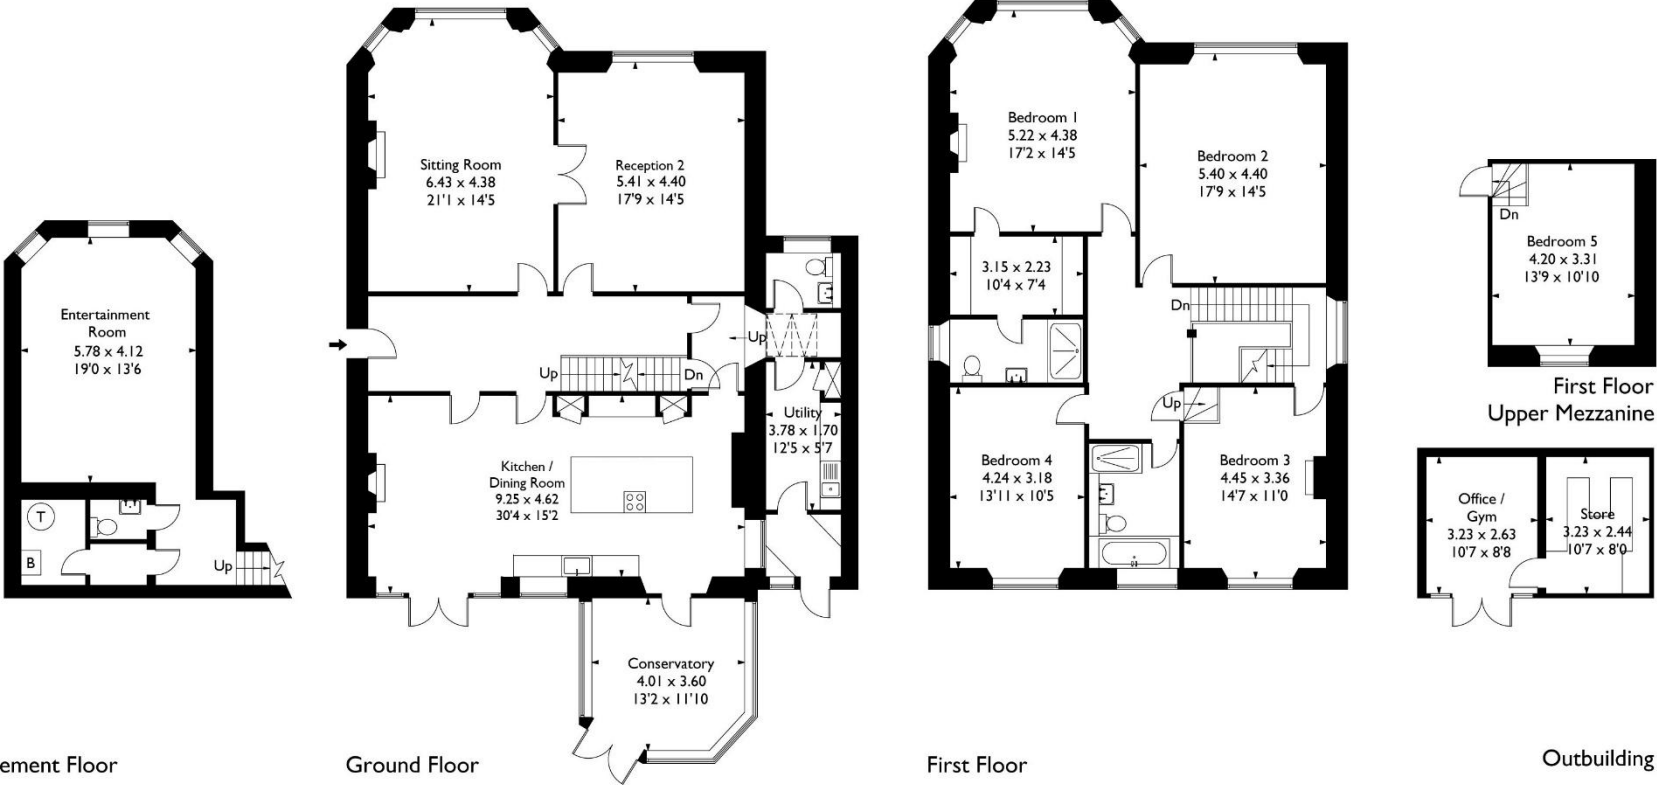 Entertainment
Room
5.78 x 4.12
19'0 x 13'6
T
B
Up
ement Floor
Sitting Room
6.43 x 4.38
21'1 x 14'5
Reception 2
5.41 x 4.40
17'9 x 14'5
Up
Up
Dn
Utility
3.78 x 1.70
12'5 x 5'7
Kitchen /
Dining Room
9.25 x 4.62
30'4 x 15'2
Conservatory
4.01 x 3.60
13'2 x 11'10
Ground Floor
Bedroom 1
5.22 x 4.38
17'2 x 14'5
Bedroom 2
5.40 x 4.40
17'9 x 14'5
3.15 x 2.23
10'4 x 7'4
Dn
Up
Bedroom 4
4.24 x 3.18
13'11 x 10'5
Bedroom 3
4.45 x 3.36
14'7 x 11'0
First Floor
Dn
Bedroom 5
4.20 x 3.31
13'9 x 10'10
First Floor
Upper Mezzanine
Office /
Gym
3.23 x 2.63
10'7 x 8'8
Store
3.23 x 2.44
10'7 x 8'0
Outbuilding